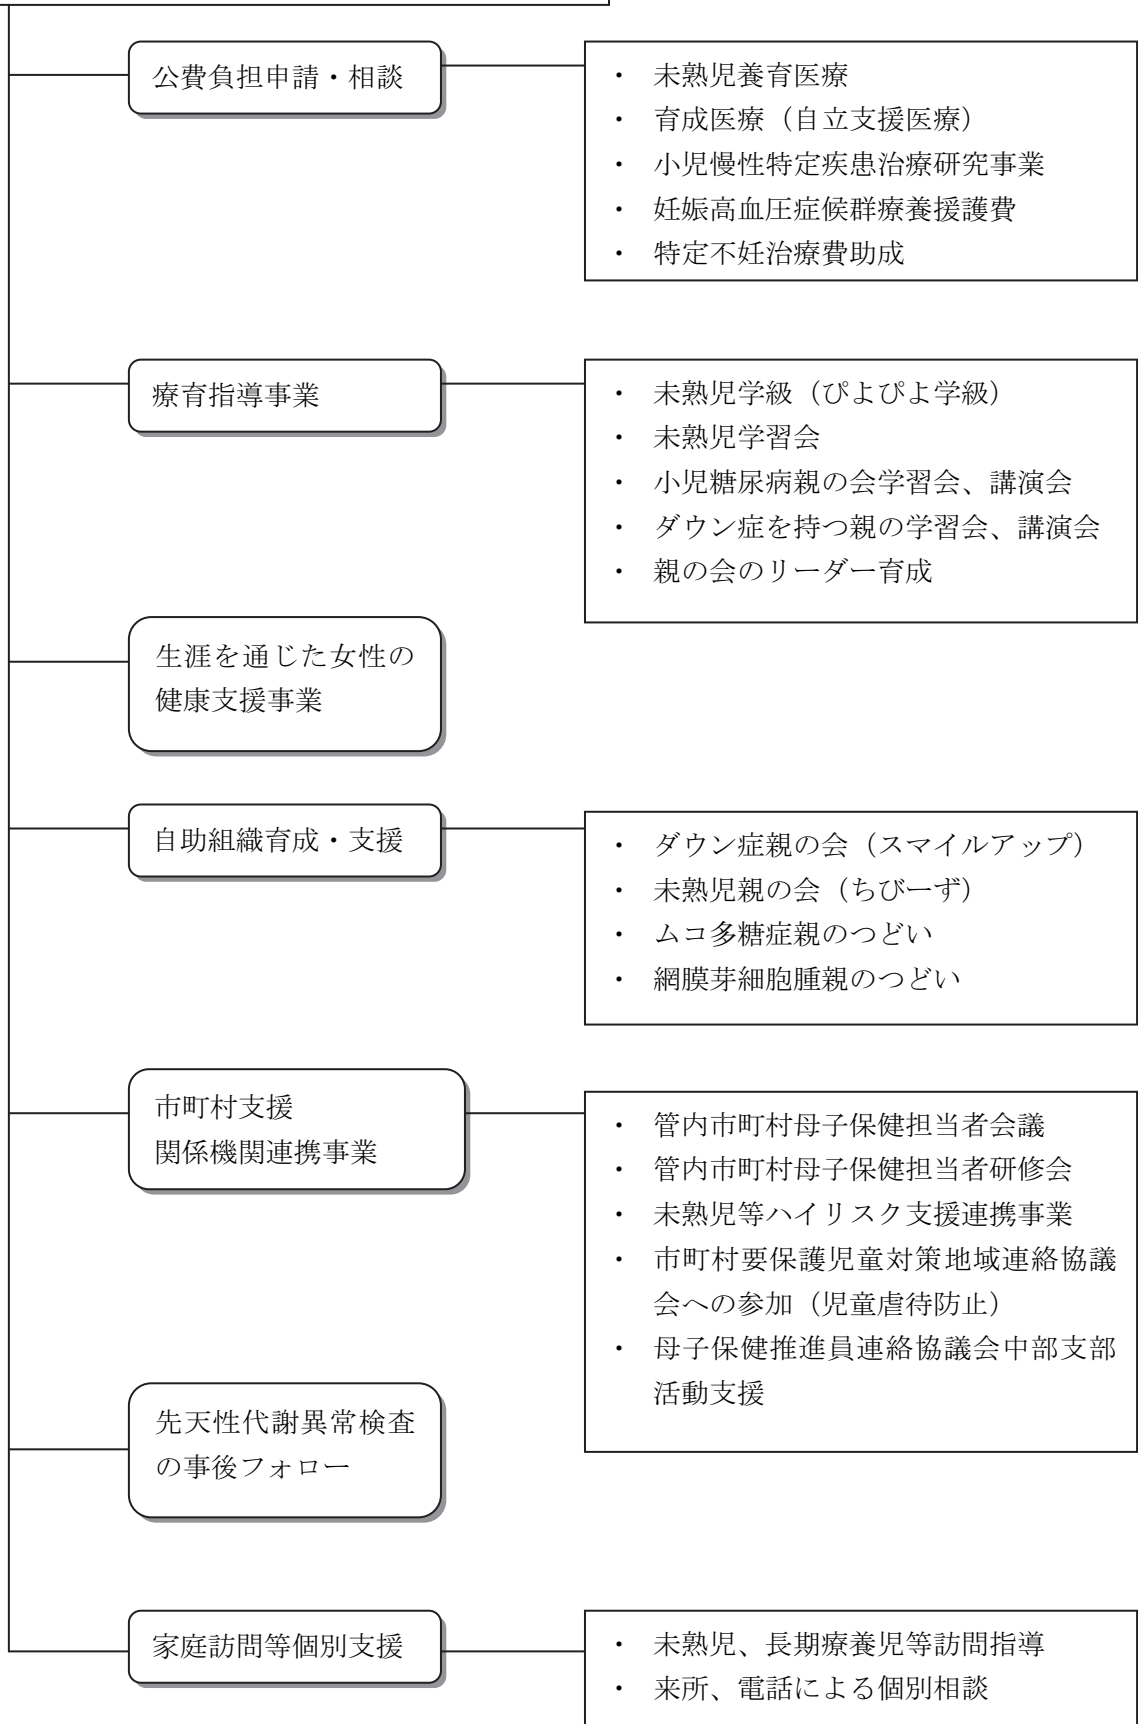 公費負担申請・相談
・ 未熟児養育医療
・ 育成医療（自立支援医療）
・ 小児慢性特定疾患治療研究事業
・ 妊娠高血圧症候群療養援護費
・ 特定不妊治療費助成
療育指導事業
・ 未熟児学級（ぴよぴよ学級）
・ 未熟児学習会
・ 小児糖尿病親の会学習会、講演会
・ ダウン症を持つ親の学習会、講演会
・ 親の会のリーダー育成
生涯を通じた女性の
健康支援事業
自助組織育成・支援
・ ダウン症親の会（スマイルアップ）
・ 未熟児親の会（ちびーず）
・ ムコ多糖症親のつどい
・ 網膜芽細胞腫親のつどい
市町村支援
関係機関連携事業
・ 管内市町村母子保健担当者会議
・ 管内市町村母子保健担当者研修会
・ 未熟児等ハイリスク支援連携事業
・ 市町村要保護児童対策地域連絡協議
会への参加（児童虐待防止）
・ 母子保健推進員連絡協議会中部支部
活動支援
先天性代謝異常検査
の事後フォロー
家庭訪問等個別支援
・ 未熟児、長期療養児等訪問指導
・ 来所、電話による個別相談